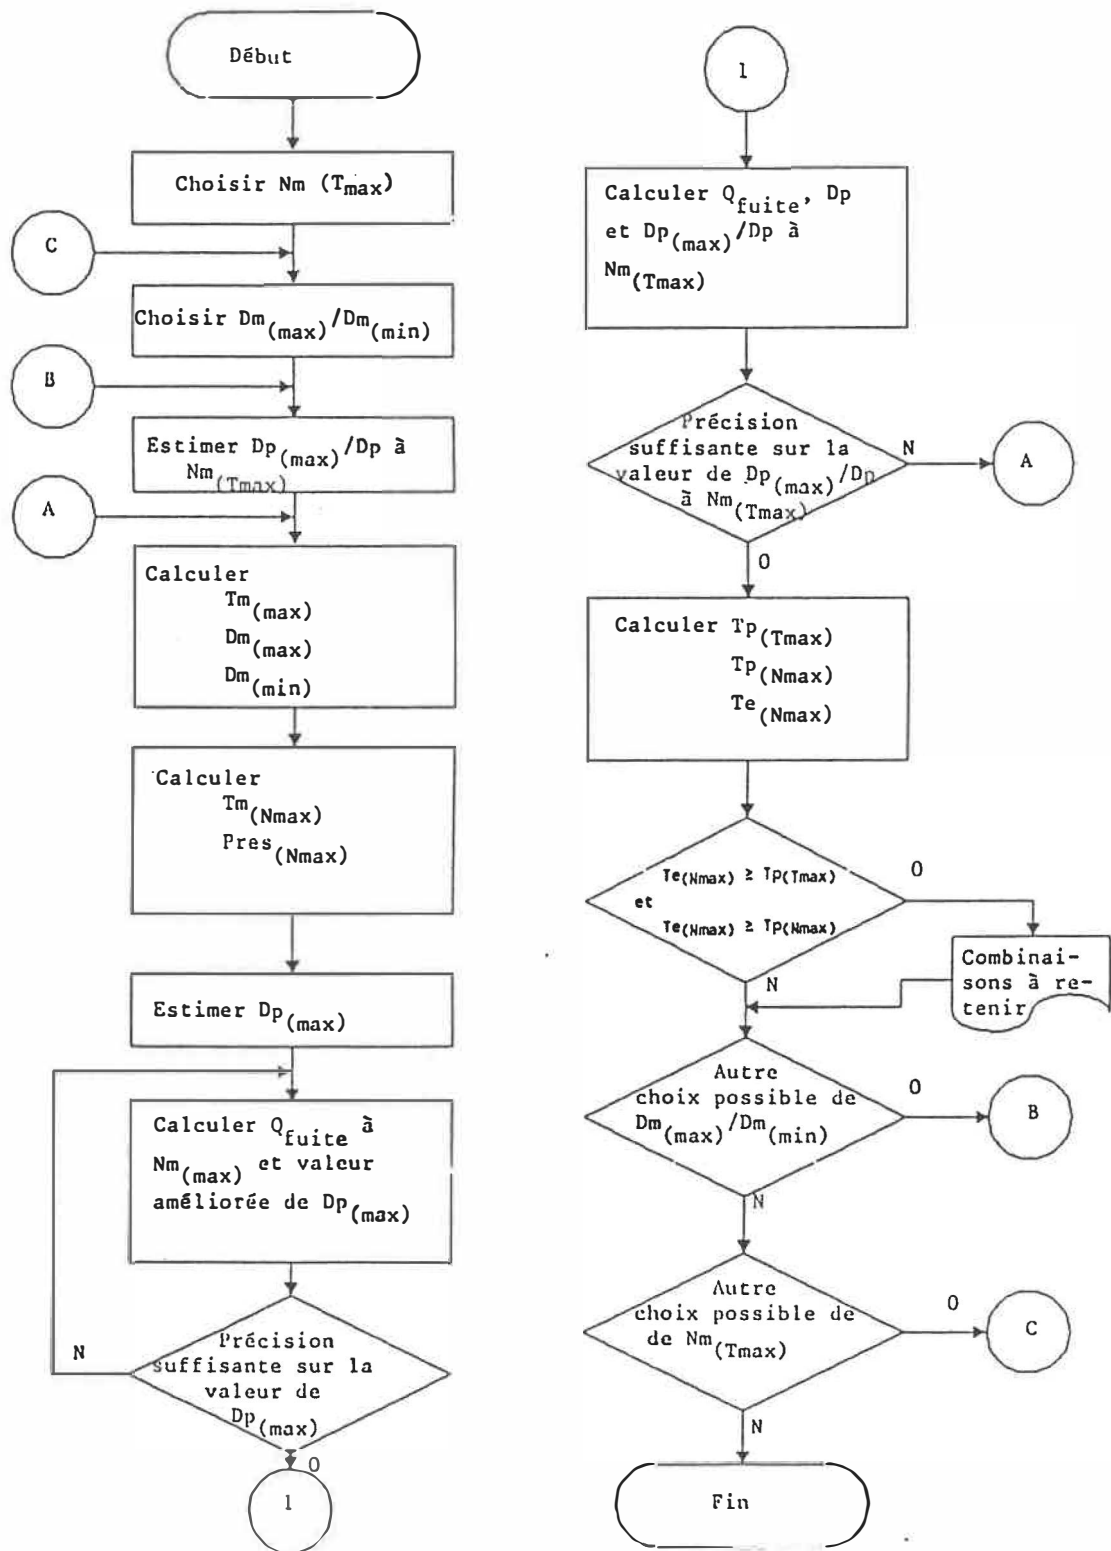 Début
Choisir Nm (Tmax)
C
Choisir Dm(max)/Dm(min)
B
Estimer Dp(max)/Dp à
Nm(Tmax)
A
Calculer
Tm(max)
Dm(max)
Dm(min)
Calculer
Tm(Nmax)
Pres(Nmax)
Estimer Dp(max)
Calculer Qfuite à
Nm(max) et valeur
améliorée de Dp(max)
N
Précision
suffisante sur la
valeur de
Dp(max)
O
1
1
Calculer Qfuite, Dp
et Dp(max)/Dp à
Nm(Tmax)
Précision
suffisante sur la
valeur de Dp(max)/Dp
à Nm(Tmax)
N
A
O
Calculer Tp(Tmax)
Tp(Nmax)
Te(Nmax)
Te(Nmax) ≥ Tp(Tmax)
et
Te(Nmax) ≥ Tp(Nmax)
O
Combinai-
sons à re-
tenir
N
Autre
choix possible de
Dm(max)/Dm(min)
O
B
N
Autre
choix possible de
de Nm(Tmax)
O
C
N
Fin